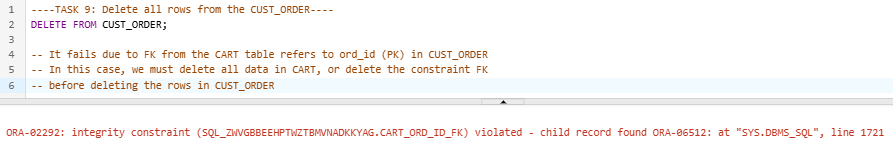 1 ----TASK 9: Delete all rows from the CUST_ORDER----
2 DELETE FROM CUST_ORDER;
3
4 -- It fails due to FK from the CART table refers to ord_id (PK) in CUST_ORDER
5 -- In this case, we must delete all data in CART, or delete the constraint FK
6 -- before deleting the rows in CUST_ORDER
ORA-02292: integrity constraint (SQL_ZWVGBBEEHPTWZTBMVNADKKYAG.CART_ORD_ID_FK) violated - child record found ORA-06512: at "SYS.DBMS_SQL", line 1721